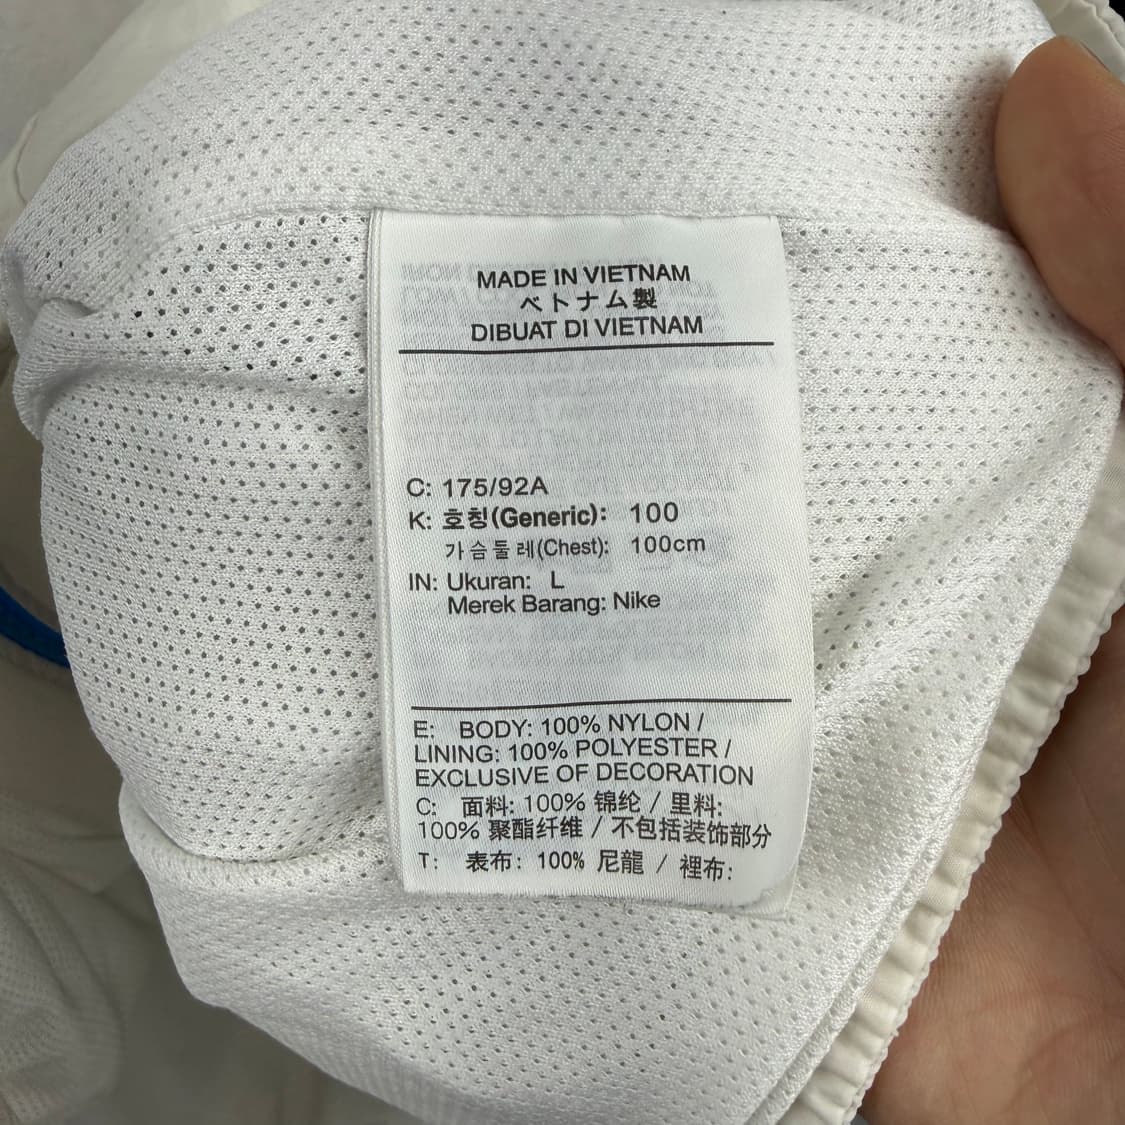 MADE IN VIETNAM
ベトナム製
DIBUAT DI VIETNAM
C: 175/92A
K: 호칭(Generic): 100
가슴둘레(Chest): 100cm
IN: Ukuran: L
Merek Barang: Nike
E: BODY: 100% NYLON /
LINING: 100% POLYESTER /
EXCLUSIVE OF DECORATION
C: 面料: 100% 锦纶 / 里料:
100% 聚酯纤维 / 不包括装饰部分
T: 表布: 100% 尼龍 / 裡布: